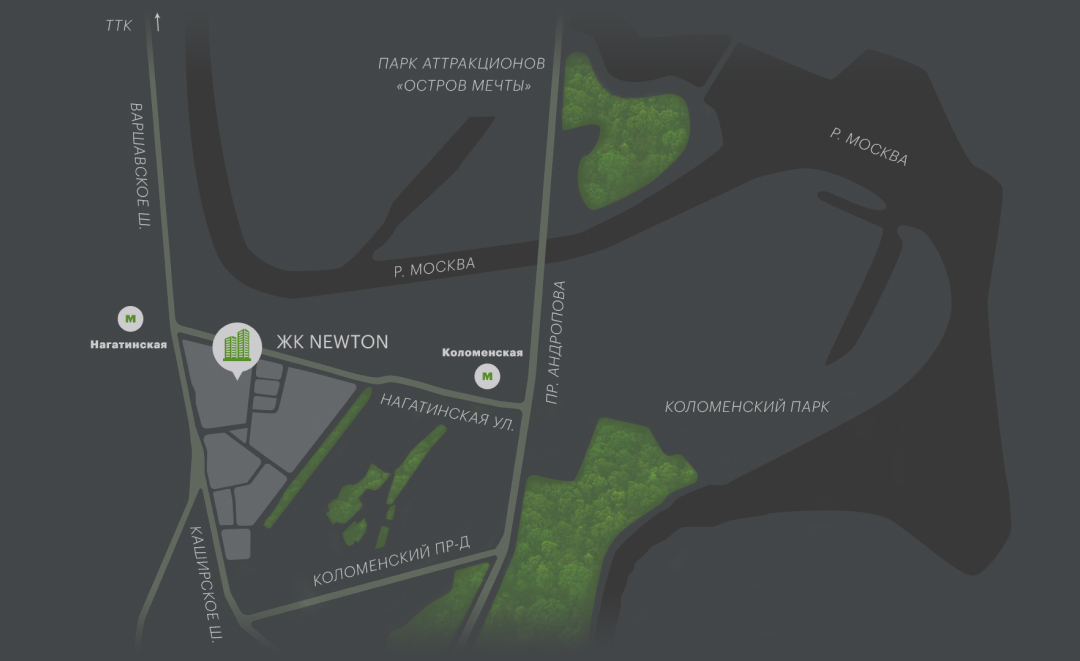 ТТК
ПАРК АТТРАКЦИОНОВ
«ОСТРОВ МЕЧТЫ»
ВАРШАВСКОЕ Ш.
Р. МОСКВА
Р. МОСКВА
М
Нагатинская
ЖК NEWTON
Коломенская
М
ПР. АНДРОПОВА
НАГАТИНСКАЯ УЛ.
КОЛОМЕНСКИЙ ПАРК
КАШИРСКОЕ Ш.
КОЛОМЕНСКИЙ ПР-Д